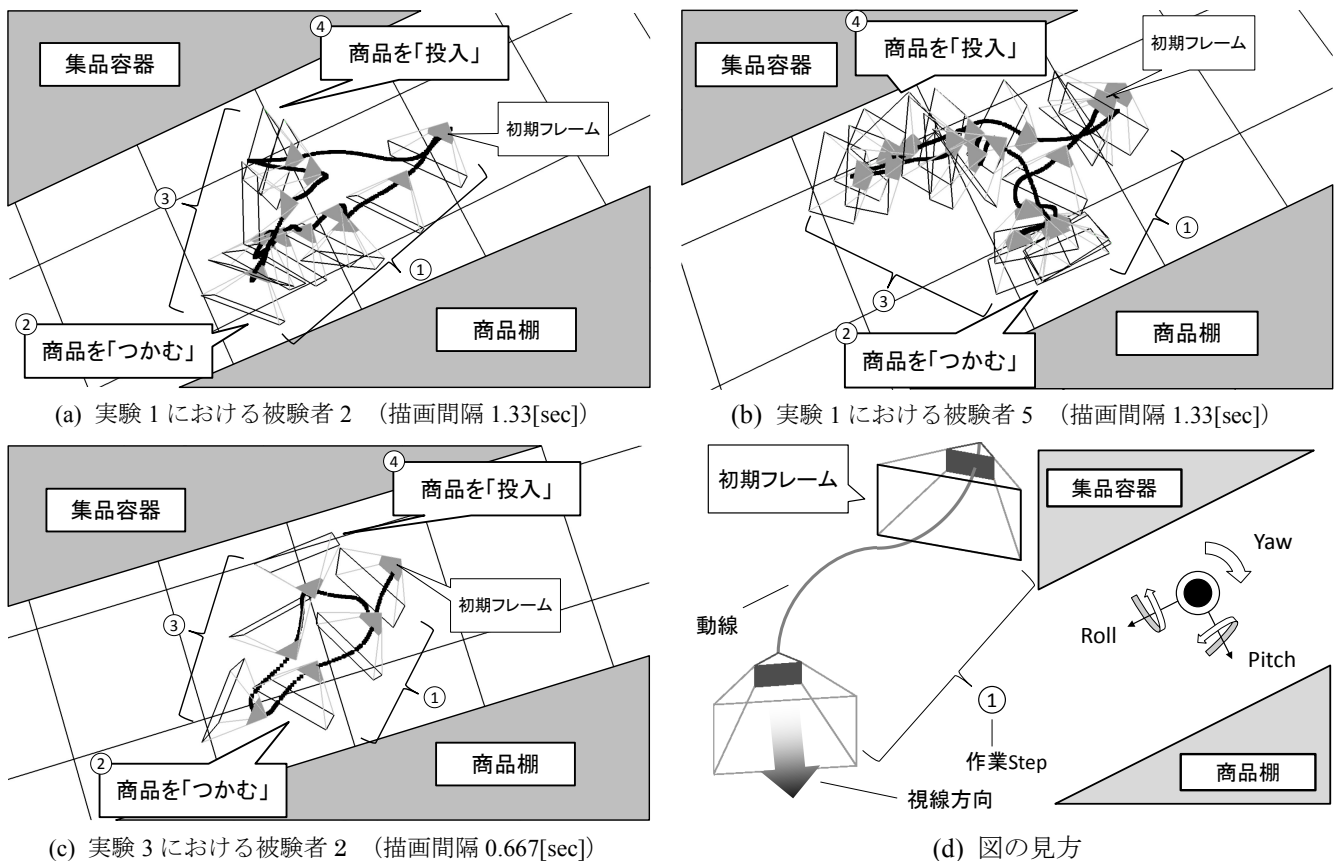 ④
商品を「投入」
集品容器
初期フレーム
③
①
②
商品を「つかむ」
商品棚
(a) 実験 1 における被験者 2 （描画間隔 1.33[sec]）
④
商品を「投入」
集品容器
初期フレーム
①
③
②
商品を「つかむ」
商品棚
(b) 実験 1 における被験者 5 （描画間隔 1.33[sec]）
④
商品を「投入」
集品容器
初期フレーム
③
①
②
商品を「つかむ」
商品棚
(c) 実験 3 における被験者 2 （描画間隔 0.667[sec]）
初期フレーム
集品容器
Yaw
動線
Roll
Pitch
①
作業Step
視線方向
商品棚
(d) 図の見方